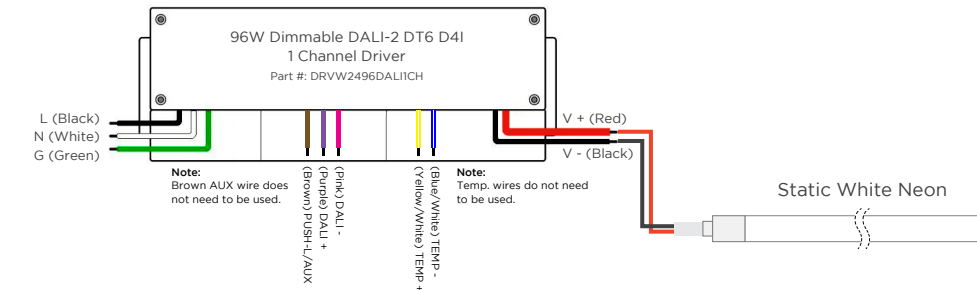 96W Dimmable DALI-2 DT6 D4I
1 Channel Driver
Part #: DRVW2496DALI1CH
L (Black)
N (White)
G (Green)
V + (Red)
V - (Black)
Note:
Brown AUX wire does
not need to be used.
(Brown) PUSH-L/AUX
(Purple) DALI +
(Pink) DALI -
(Yellow/White) TEMP +
(Blue/White) TEMP -
Note:
Temp. wires do not need
to be used.
Static White Neon